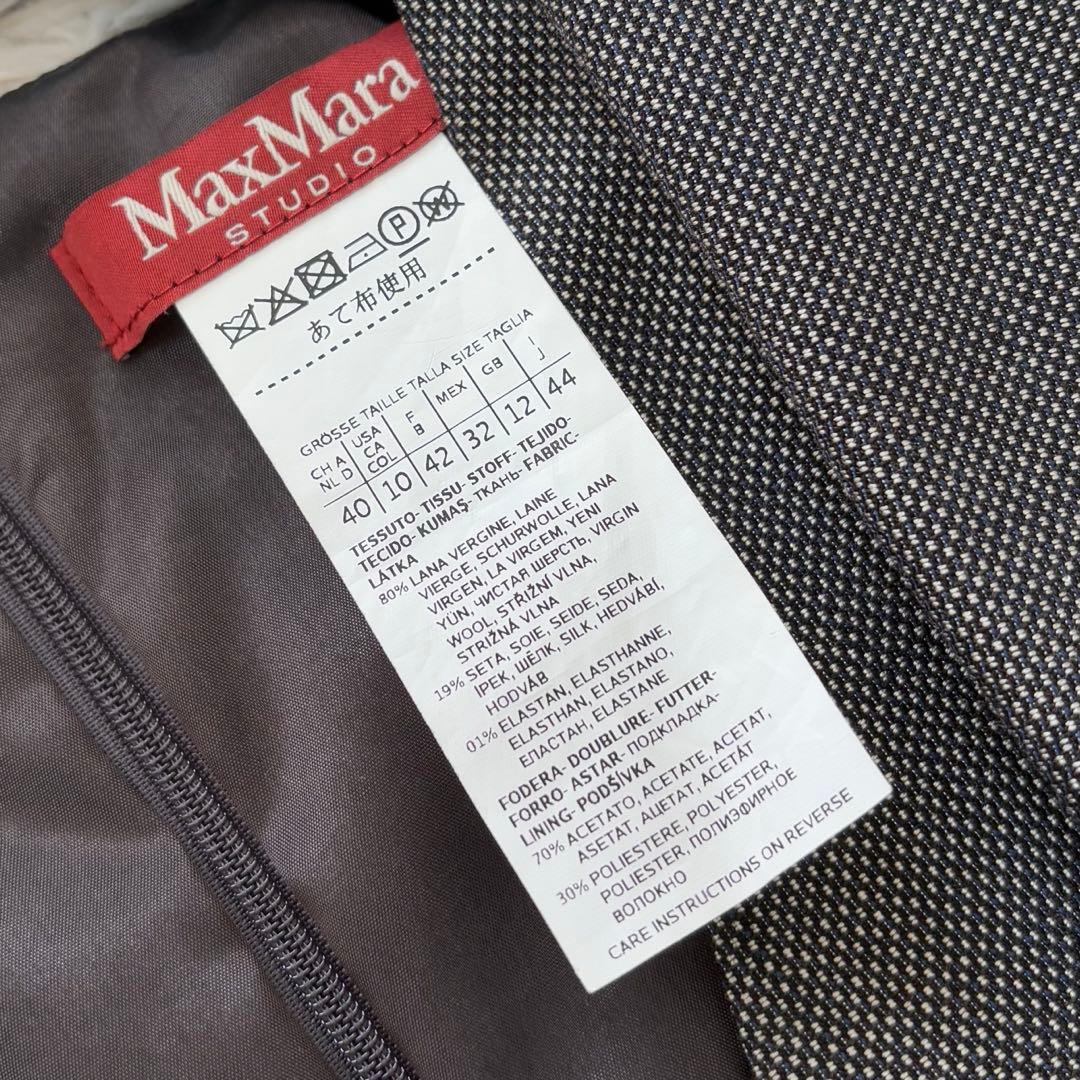 MaxMara
STUDIO
P
W
あて布使用
GRÖSSE TAILLE TALLA SIZE TAGLIA
CH A NL D
USA CA COL
F B
MEX
GB
I J
40 10 42 32 12 44
TESSUTO- TISSU- STOFF- TEJIDO-
TECIDO- KUMAŞ- ТКАНЬ- FABRIC-
LÁTKA
80% LANA VERGINE, LAINE
VIERGE, SCHURWOLLE, LANA
VIRGEN, LA VIRGEM, YENI
YÜN, ЧИСТАЯ ШЕРСТЬ, VIRGIN
WOOL, STŘIŽNÍ VLNA,
STRIŽNÁ VLNA
19% SETA, SOIE, SEIDE, SEDA,
İPEK, ШЁЛК, SILK, HEDVÁBÍ,
HODVÁB
01% ELASTAN, ELASTHANNE,
ELASTHAN, ELASTANO,
ЕЛАСТАН, ELASTANE
FODERA- DOUBLURE- FUTTER-
FORRO- ASTAR- ПОДКЛАДКА-
LINING- PODŠÍVKA
70% ACETATO, ACETATE, ACETAT,
ASETAT, АЦЕТАТ, ACETÁT
30% POLIESTERE, POLYESTER,
POLIESTER, ПОЛИЭФИРНОЕ
ВОЛОКНО
CARE INSTRUCTIONS ON REVERSE